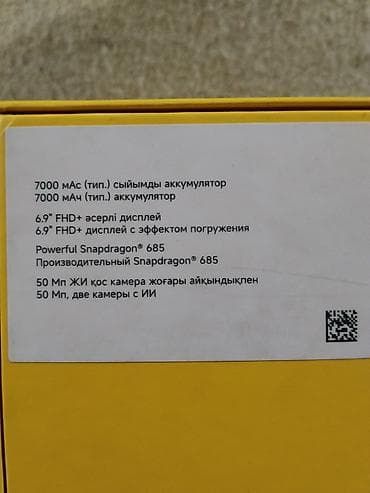 7000 мАс (тип.) сыйымды аккумулятор
7000 мАч (тип.) аккумулятор
6.9" FHD+ әсерлі дисплей
6.9" FHD+ дисплей с эффектом погружения
Powerful Snapdragon® 685
Производительный Snapdragon® 685
50 Мп ЖИ қос камера жоғары айқындықпен
50 Мп, две камеры с ИИ